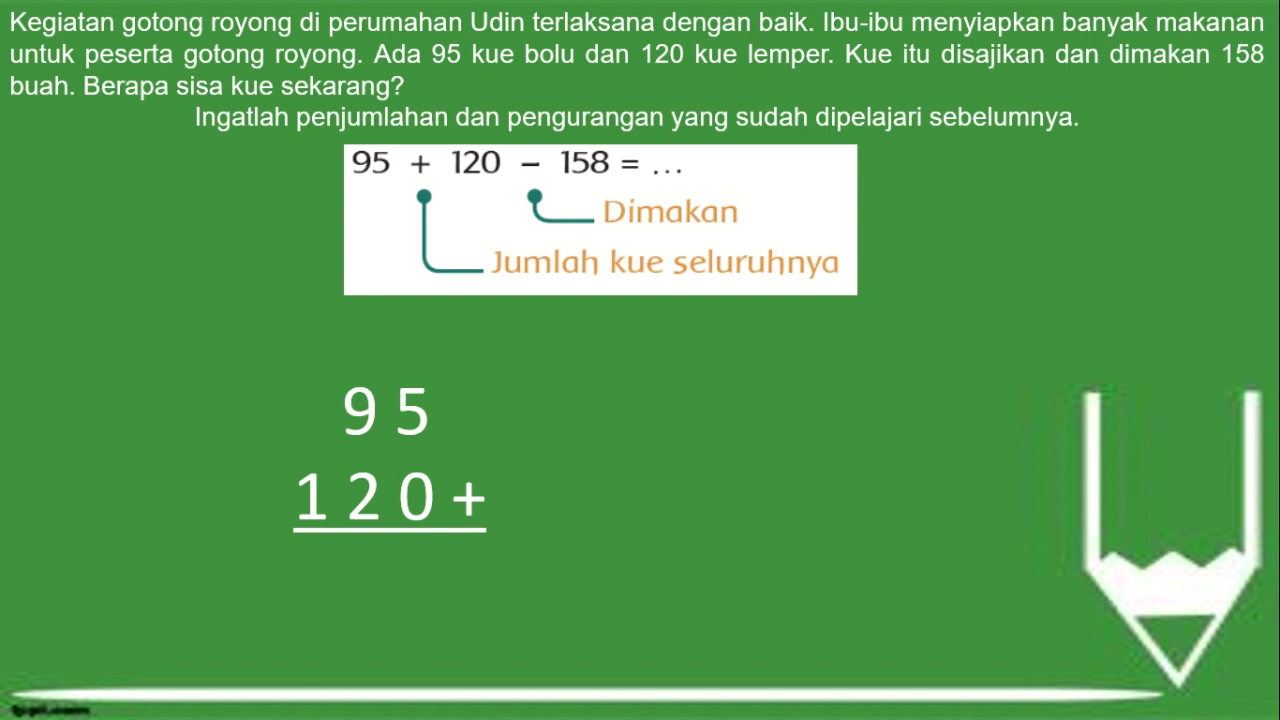 Kegiatan gotong royong di perumahan Udin terlaksana dengan baik. Ibu-ibu menyiapkan banyak makanan
untuk peserta gotong royong. Ada 95 kue bolu dan 120 kue lemper. Kue itu disajikan dan dimakan 158
buah. Berapa sisa kue sekarang?
Ingatlah penjumlahan dan pengurangan yang sudah dipelajari sebelumnya.
95 + 120 – 158 = ...
Dimakan
Jumlah kue seluruhnya
9 5
1 2 0 +